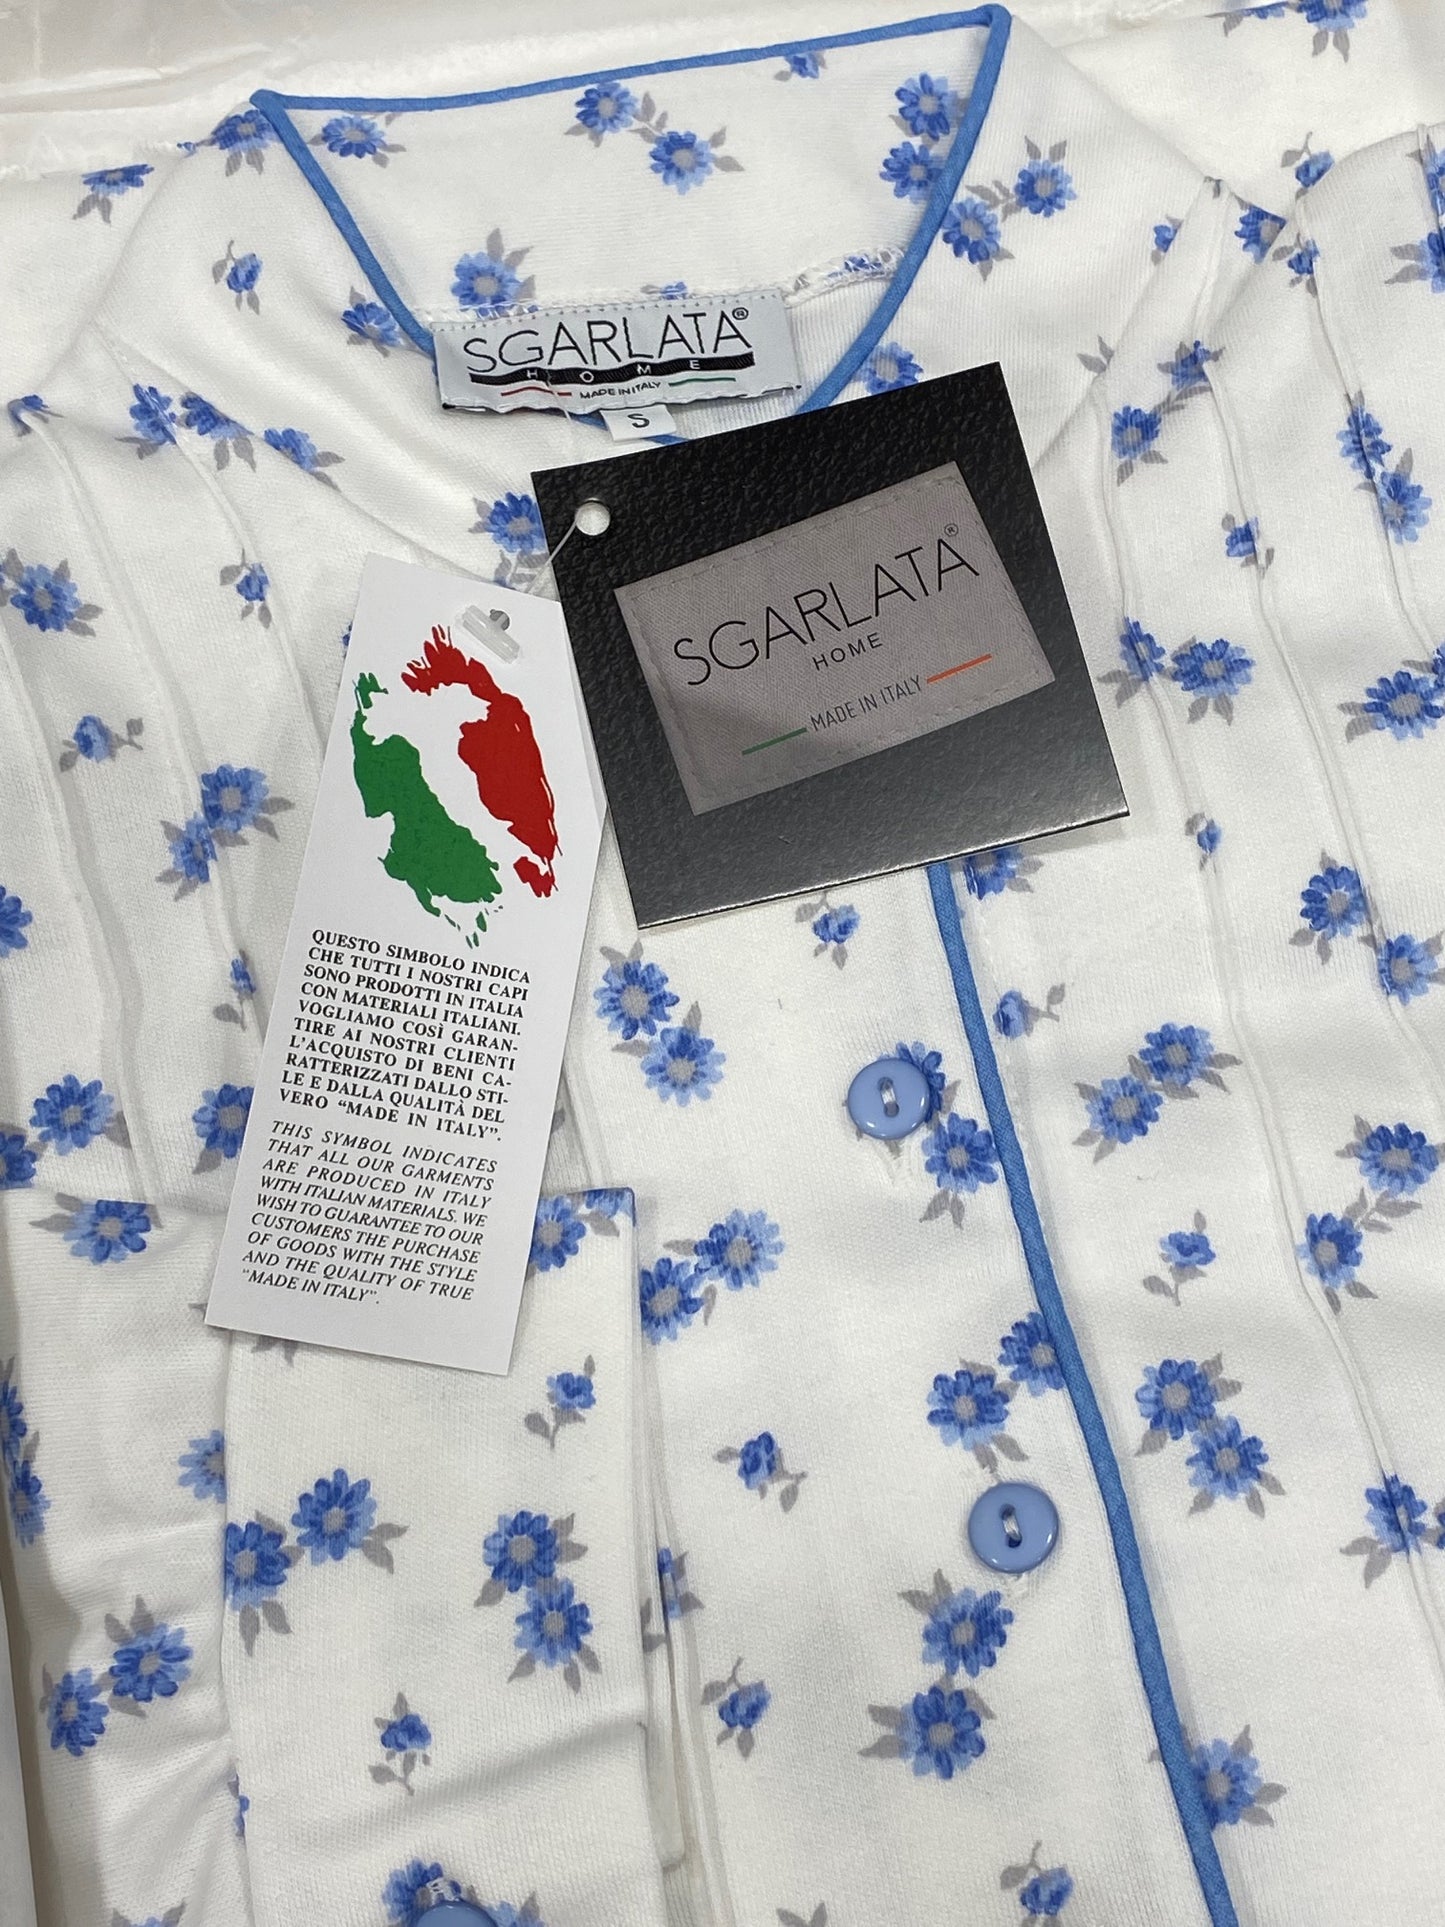 SGARLATA®
HOME
MADE IN ITALY
S
SGARLATA®
HOME
MADE IN ITALY
QUESTO SIMBOLO INDICA
CHE TUTTI I NOSTRI CAPI
SONO PRODOTTI IN ITALIA
CON MATERIALI ITALIANI.
VOGLIAMO COSÌ GARAN-
TIRE AI NOSTRI CLIENTI
L'ACQUISTO DI BENI CA-
RATTERIZZATI DALLO STI-
LE E DALLA QUALITÀ DEL
VERO "MADE IN ITALY".
THIS SYMBOL INDICATES
THAT ALL OUR GARMENTS
ARE PRODUCED IN ITALY
WITH ITALIAN MATERIALS. WE
WISH TO GUARANTEE TO OUR
CUSTOMERS THE PURCHASE
OF GOODS WITH THE STYLE
AND THE QUALITY OF TRUE
"MADE IN ITALY".